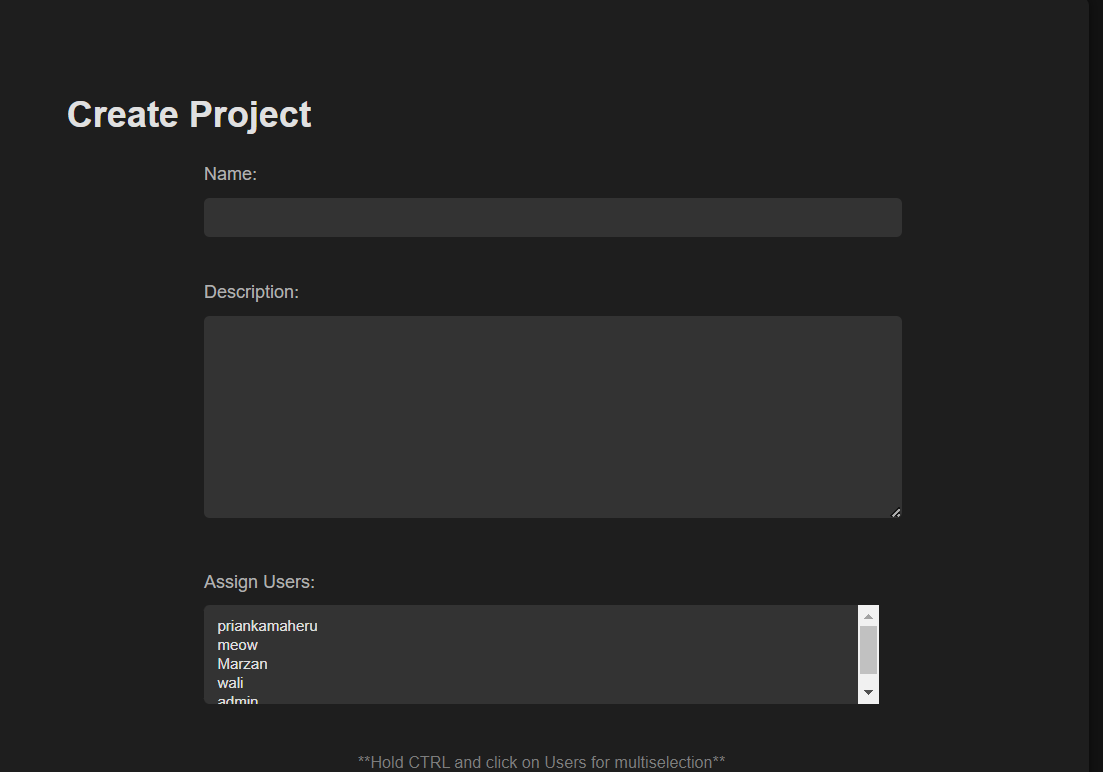 Create Project
Name:
Description:
Assign Users:
priankamaheru
meow
Marzan
wali
admin
**Hold CTRL and click on Users for multiselection**